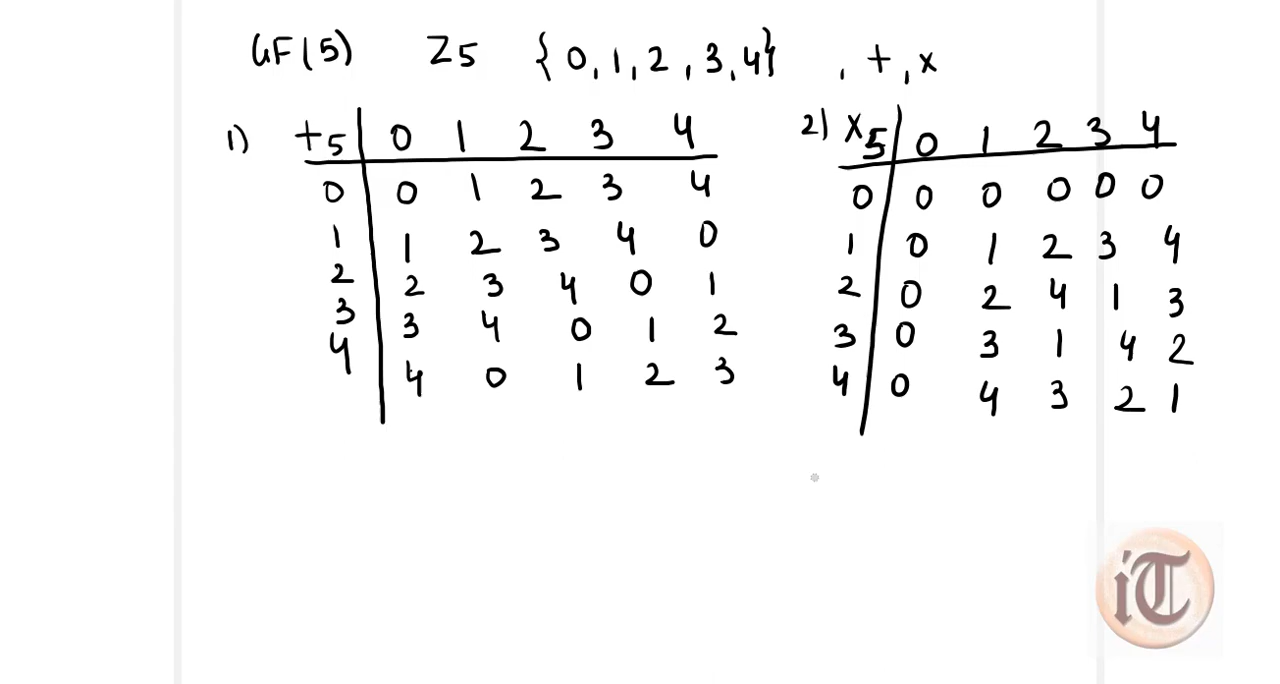 GF(5) Z5 {0,1,2,3,4} , +, x
1) +5 0 1 2 3 4
0 0 1 2 3 4
1 1 2 3 4 0
2 2 3 4 0 1
3 3 4 0 1 2
4 4 0 1 2 3
2) x5 0 1 2 3 4
0 0 0 0 0 0
1 0 1 2 3 4
2 0 2 4 1 3
3 0 3 1 4 2
4 0 4 3 2 1
iT